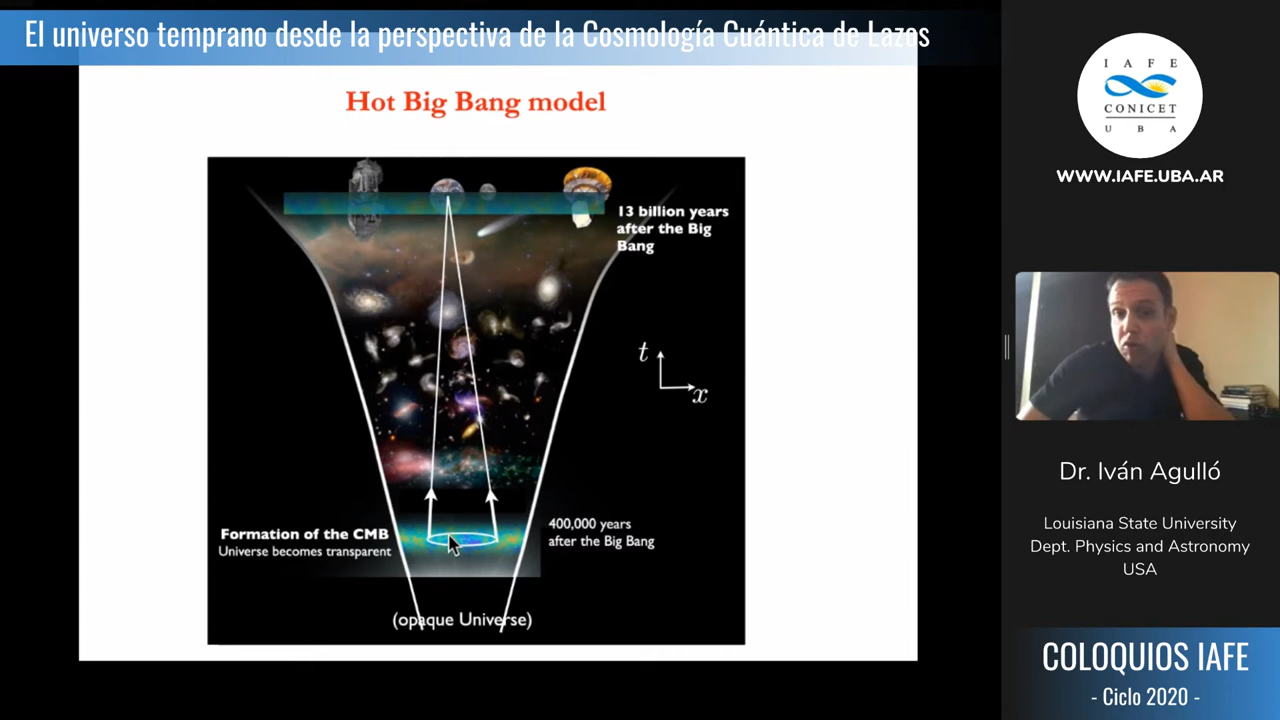 El universo temprano desde la perspectiva de la Cosmología Cuántica de Lazos
Hot Big Bang model
13 billion years
after the Big
Bang
t
x
Formation of the CMB
Universe becomes transparent
400,000 years
after the Big Bang
(opaque Universe)
I A F E
CONICET
U B A
WWW.IAFE.UBA.AR
Dr. Iván Agulló
Louisiana State University
Dept. Physics and Astronomy
USA
COLOQUIOS IAFE
- Ciclo 2020 -